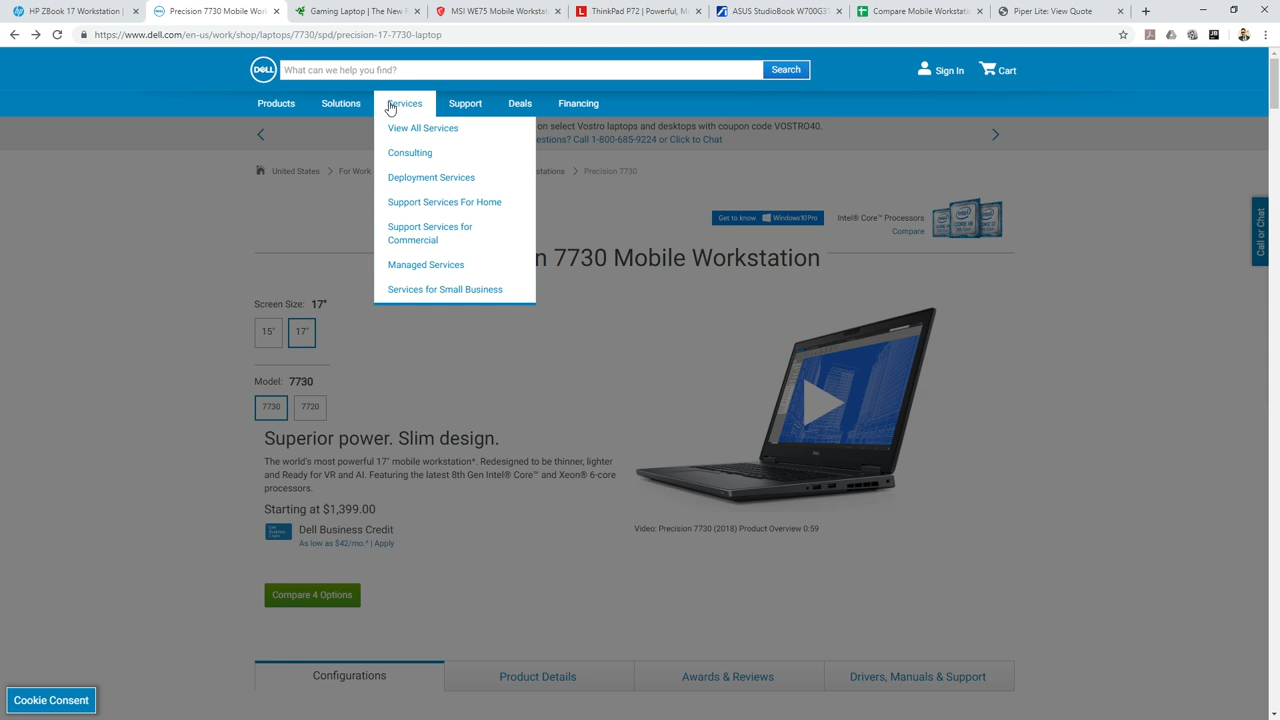 HP ZBook 17 Workstation |
Precision 7730 Mobile Wor
Gaming Laptop | The New R
MSI WE75 Mobile Workstat
ThinkPad P72 | Powerful, M
ASUS StudioBook W700G3T
Compare Mobile Workstatio
Piper Lite: View Quote
https://www.dell.com/en-us/work/shop/laptops/7730/spd/precision-17-7730-laptop
DELL
What can we help you find?
Search
Sign In
Cart
Products
Solutions
Services
Support
Deals
Financing
View All Services
Consulting
Deployment Services
Support Services For Home
Support Services for
Commercial
Managed Services
Services for Small Business
on select Vostro laptops and desktops with coupon code VOSTRO40.
estions? Call 1-800-685-9224 or Click to Chat
United States
For Work
stations
Precision 7730
Get to know Windows10 Pro
Intel® Core™ Processors
Compare
Call or Chat
n 7730 Mobile Workstation
Screen Size: 17"
15"
17"
Model: 7730
7730
7720
Superior power. Slim design.
The world's most powerful 17" mobile workstation*. Redesigned to be thinner, lighter
and Ready for VR and AI. Featuring the latest 8th Gen Intel® Core™ and Xeon® 6-core
processors.
Starting at $1,399.00
Dell Business Credit
As low as $42/mo.^ | Apply
Video: Precision 7730 (2018) Product Overview 0:59
Compare 4 Options
Configurations
Product Details
Awards & Reviews
Drivers, Manuals & Support
Cookie Consent